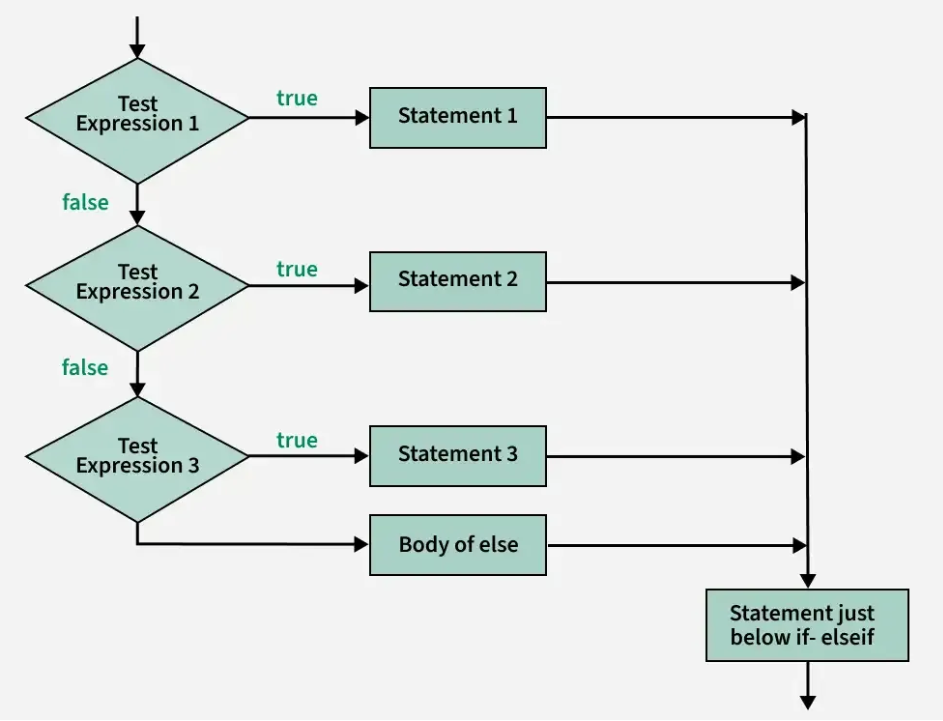 Test
Expression 1
true
Statement 1
false
Test
Expression 2
true
Statement 2
false
Test
Expression 3
true
Statement 3
Body of else
Statement just
below if- elseif